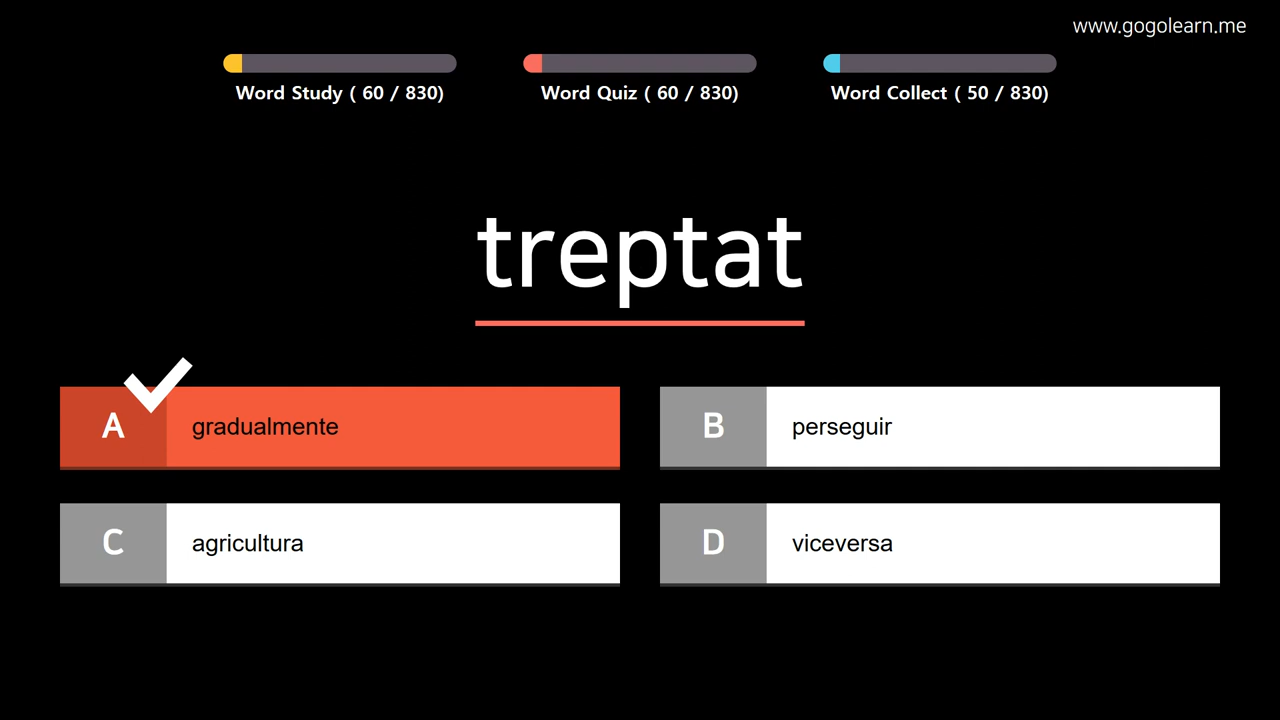 www.gogolearn.me
Word Study ( 60 / 830)
Word Quiz ( 60 / 830)
Word Collect ( 50 / 830)
treptat
A gradualmente
B perseguir
C agricultura
D viceversa